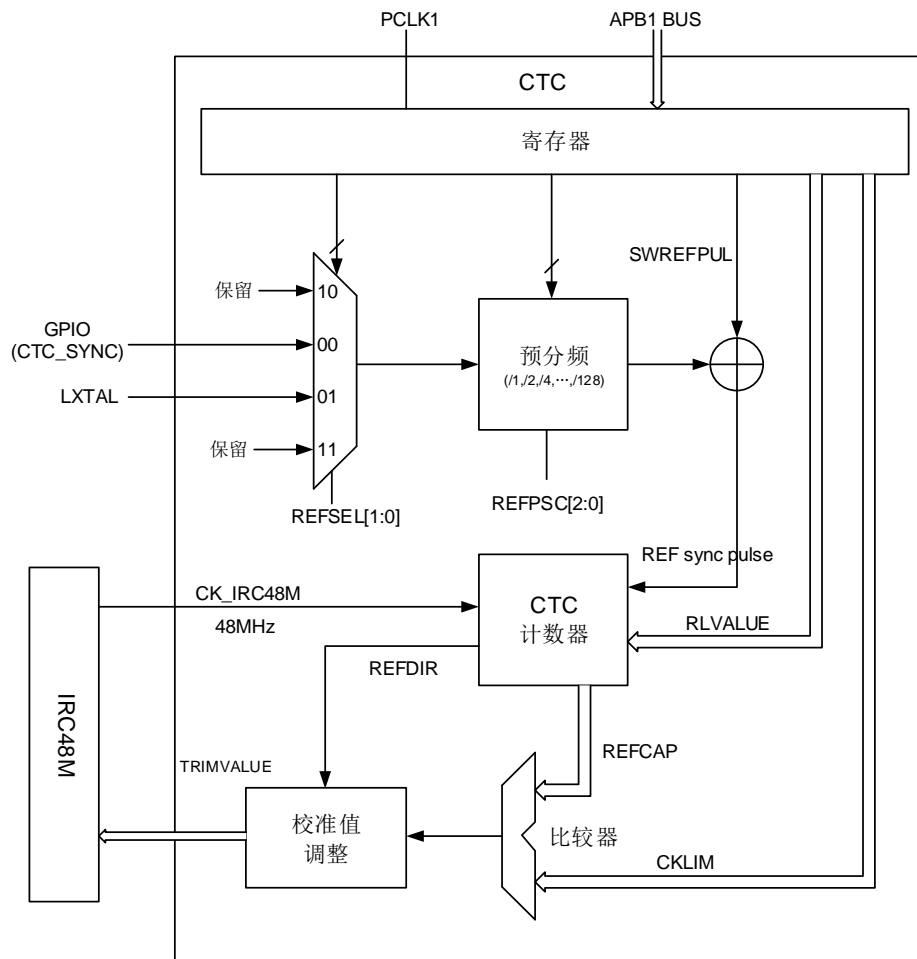 PCLK1
APB1 BUS
CTC
寄存器
SWREFPUL
保留
10
GPIO
(CTC_SYNC)
00
预分频
(/1,/2,/4,…,/128)
LXTAL
01
保留
11
REFSEL[1:0]
REFPSC[2:0]
REF sync pulse
CK_IRC48M
48MHz
CTC
计数器
RLVALUE
REFDIR
IRC48M
REFCAP
TRIMVALUE
校准值
调整
比较器
CKLIM